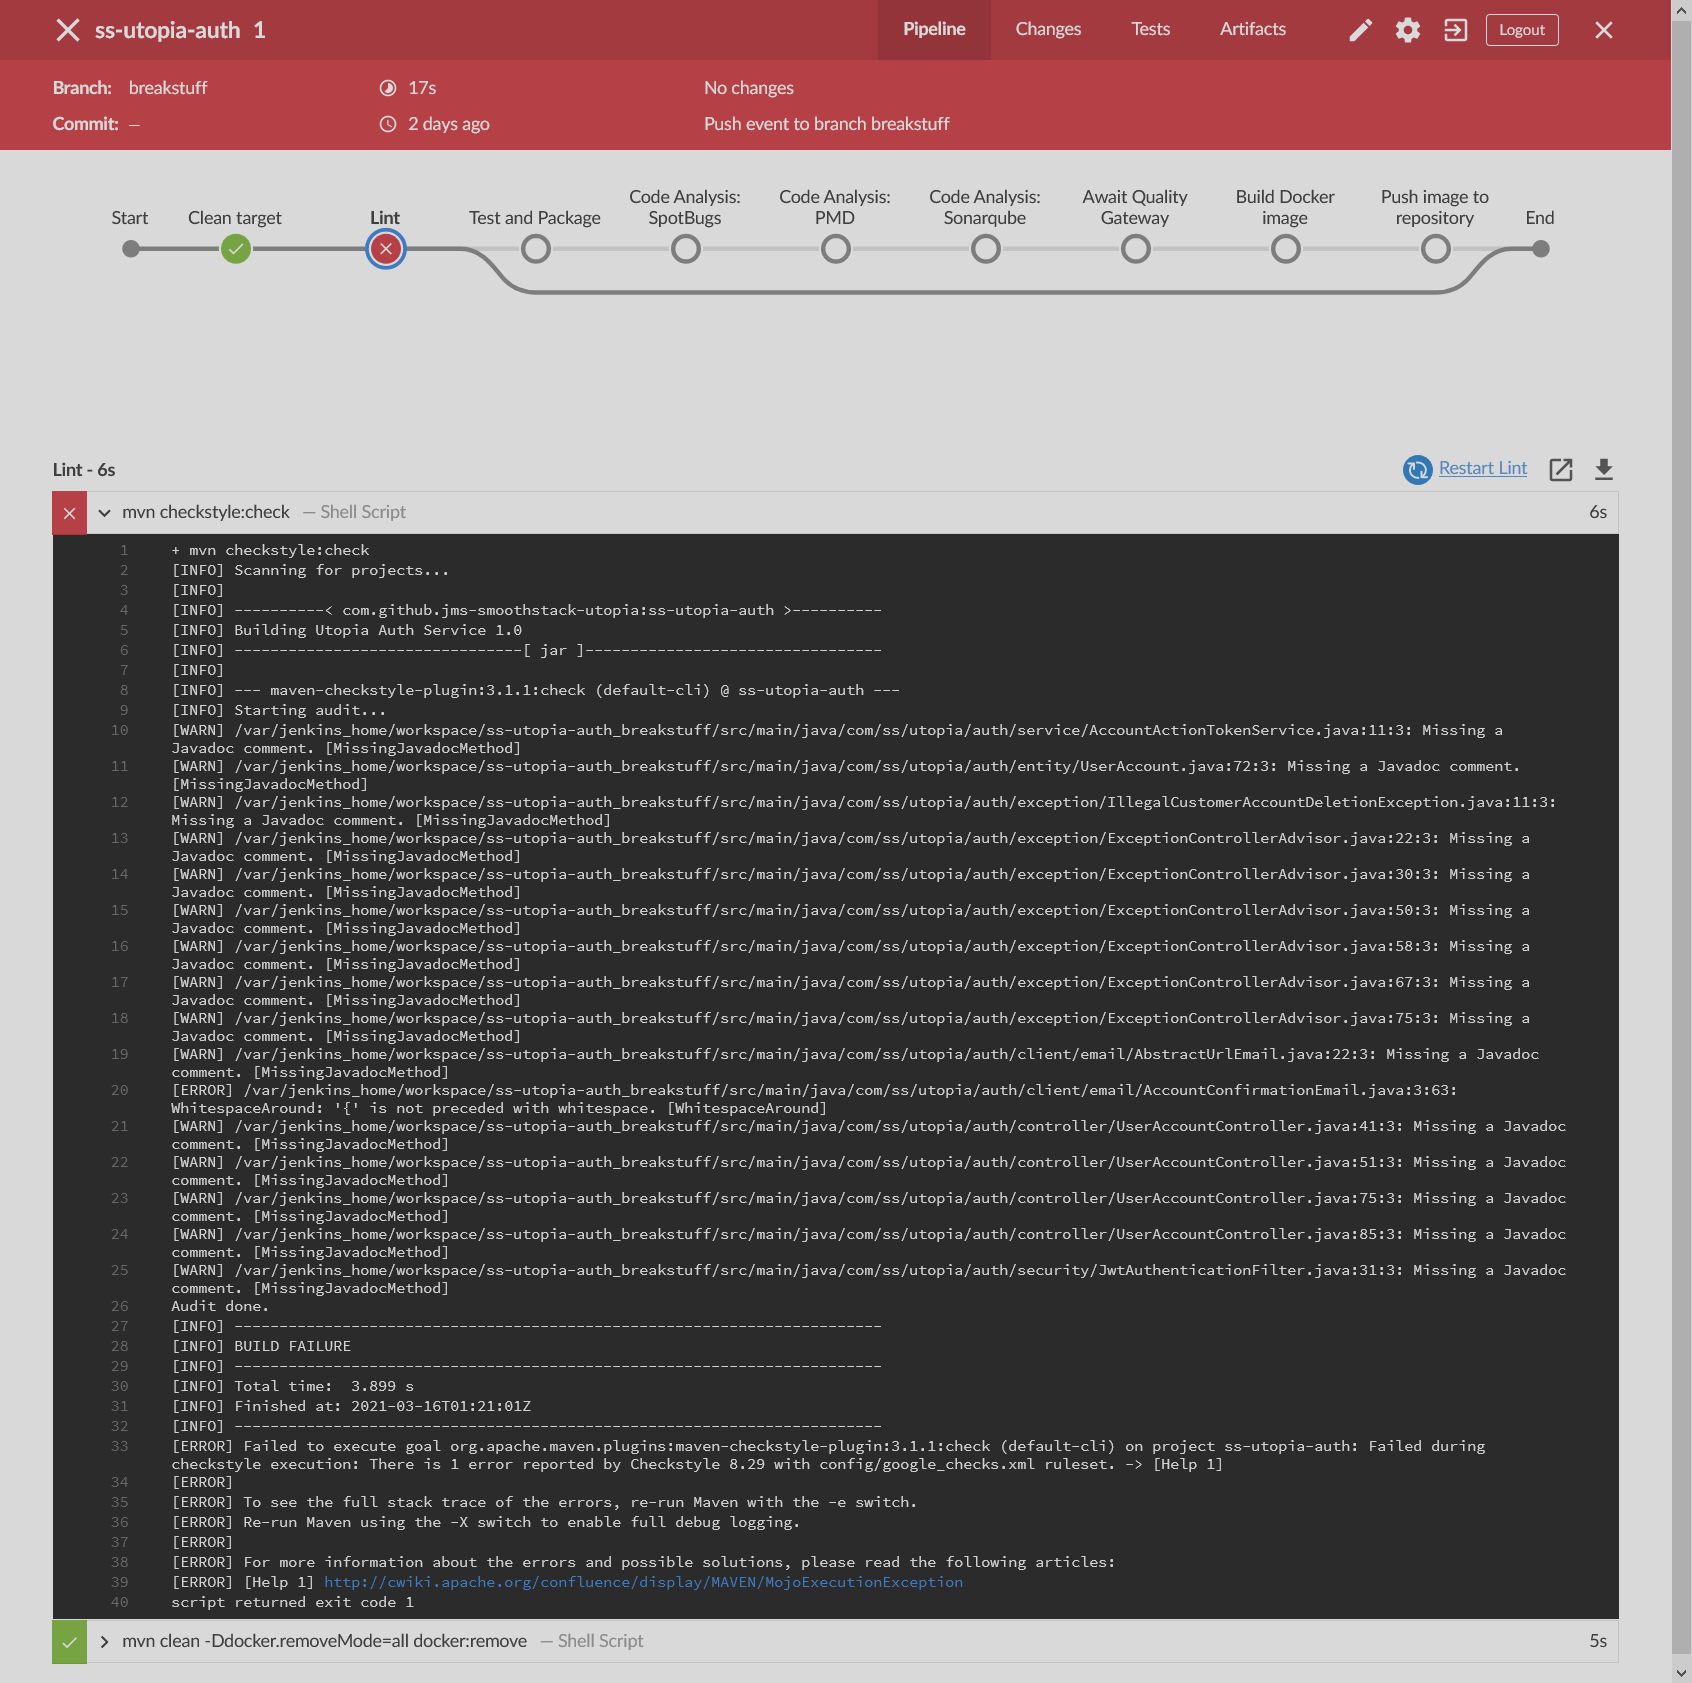 ss-utopia-auth 1
Pipeline
Changes
Tests
Artifacts
Logout
Branch: breakstuff
17s
No changes
Commit: —
2 days ago
Push event to branch breakstuff
Start
Clean target
Lint
Test and Package
Code Analysis:
SpotBugs
Code Analysis:
PMD
Code Analysis:
Sonarqube
Await Quality
Gateway
Build Docker
image
Push image to
repository
End
Lint - 6s
Restart Lint
mvn checkstyle:check — Shell Script
6s
1 + mvn checkstyle:check
2 [INFO] Scanning for projects...
3 [INFO]
4 [INFO] ----------< com.github.jms-smoothstack-utopia:ss-utopia-auth >----------
5 [INFO] Building Utopia Auth Service 1.0
6 [INFO] --------------------------------[ jar ]---------------------------------
7 [INFO]
8 [INFO] --- maven-checkstyle-plugin:3.1.1:check (default-cli) @ ss-utopia-auth ---
9 [INFO] Starting audit...
10 [WARN] /var/jenkins_home/workspace/ss-utopia-auth_breakstuff/src/main/java/com/ss/utopia/auth/service/AccountActionTokenService.java:11:3: Missing a
Javadoc comment. [MissingJavadocMethod]
11 [WARN] /var/jenkins_home/workspace/ss-utopia-auth_breakstuff/src/main/java/com/ss/utopia/auth/entity/UserAccount.java:72:3: Missing a Javadoc comment.
[MissingJavadocMethod]
12 [WARN] /var/jenkins_home/workspace/ss-utopia-auth_breakstuff/src/main/java/com/ss/utopia/auth/exception/IllegalCustomerAccountDeletionException.java:11:3:
Missing a Javadoc comment. [MissingJavadocMethod]
13 [WARN] /var/jenkins_home/workspace/ss-utopia-auth_breakstuff/src/main/java/com/ss/utopia/auth/exception/ExceptionControllerAdvisor.java:22:3: Missing a
Javadoc comment. [MissingJavadocMethod]
14 [WARN] /var/jenkins_home/workspace/ss-utopia-auth_breakstuff/src/main/java/com/ss/utopia/auth/exception/ExceptionControllerAdvisor.java:30:3: Missing a
Javadoc comment. [MissingJavadocMethod]
15 [WARN] /var/jenkins_home/workspace/ss-utopia-auth_breakstuff/src/main/java/com/ss/utopia/auth/exception/ExceptionControllerAdvisor.java:50:3: Missing a
Javadoc comment. [MissingJavadocMethod]
16 [WARN] /var/jenkins_home/workspace/ss-utopia-auth_breakstuff/src/main/java/com/ss/utopia/auth/exception/ExceptionControllerAdvisor.java:58:3: Missing a
Javadoc comment. [MissingJavadocMethod]
17 [WARN] /var/jenkins_home/workspace/ss-utopia-auth_breakstuff/src/main/java/com/ss/utopia/auth/exception/ExceptionControllerAdvisor.java:67:3: Missing a
Javadoc comment. [MissingJavadocMethod]
18 [WARN] /var/jenkins_home/workspace/ss-utopia-auth_breakstuff/src/main/java/com/ss/utopia/auth/exception/ExceptionControllerAdvisor.java:75:3: Missing a
Javadoc comment. [MissingJavadocMethod]
19 [WARN] /var/jenkins_home/workspace/ss-utopia-auth_breakstuff/src/main/java/com/ss/utopia/auth/client/email/AbstractUrlEmail.java:22:3: Missing a Javadoc
comment. [MissingJavadocMethod]
20 [ERROR] /var/jenkins_home/workspace/ss-utopia-auth_breakstuff/src/main/java/com/ss/utopia/auth/client/email/AccountConfirmationEmail.java:3:63:
WhitespaceAround: '{' is not preceded with whitespace. [WhitespaceAround]
21 [WARN] /var/jenkins_home/workspace/ss-utopia-auth_breakstuff/src/main/java/com/ss/utopia/auth/controller/UserAccountController.java:41:3: Missing a Javadoc
comment. [MissingJavadocMethod]
22 [WARN] /var/jenkins_home/workspace/ss-utopia-auth_breakstuff/src/main/java/com/ss/utopia/auth/controller/UserAccountController.java:51:3: Missing a Javadoc
comment. [MissingJavadocMethod]
23 [WARN] /var/jenkins_home/workspace/ss-utopia-auth_breakstuff/src/main/java/com/ss/utopia/auth/controller/UserAccountController.java:75:3: Missing a Javadoc
comment. [MissingJavadocMethod]
24 [WARN] /var/jenkins_home/workspace/ss-utopia-auth_breakstuff/src/main/java/com/ss/utopia/auth/controller/UserAccountController.java:85:3: Missing a Javadoc
comment. [MissingJavadocMethod]
25 [WARN] /var/jenkins_home/workspace/ss-utopia-auth_breakstuff/src/main/java/com/ss/utopia/auth/security/JwtAuthenticationFilter.java:31:3: Missing a Javadoc
comment. [MissingJavadocMethod]
26 Audit done.
27 [INFO] ------------------------------------------------------------------------
28 [INFO] BUILD FAILURE
29 [INFO] ------------------------------------------------------------------------
30 [INFO] Total time:  3.899 s
31 [INFO] Finished at: 2021-03-16T01:21:01Z
32 [INFO] ------------------------------------------------------------------------
33 [ERROR] Failed to execute goal org.apache.maven.plugins:maven-checkstyle-plugin:3.1.1:check (default-cli) on project ss-utopia-auth: Failed during
checkstyle execution: There is 1 error reported by Checkstyle 8.29 with config/google_checks.xml ruleset. -> [Help 1]
34 [ERROR]
35 [ERROR] To see the full stack trace of the errors, re-run Maven with the -e switch.
36 [ERROR] Re-run Maven using the -X switch to enable full debug logging.
37 [ERROR]
38 [ERROR] For more information about the errors and possible solutions, please read the following articles:
39 [ERROR] [Help 1] http://cwiki.apache.org/confluence/display/MAVEN/MojoExecutionException
40 script returned exit code 1
mvn clean -Ddocker.removeMode=all docker:remove — Shell Script
5s